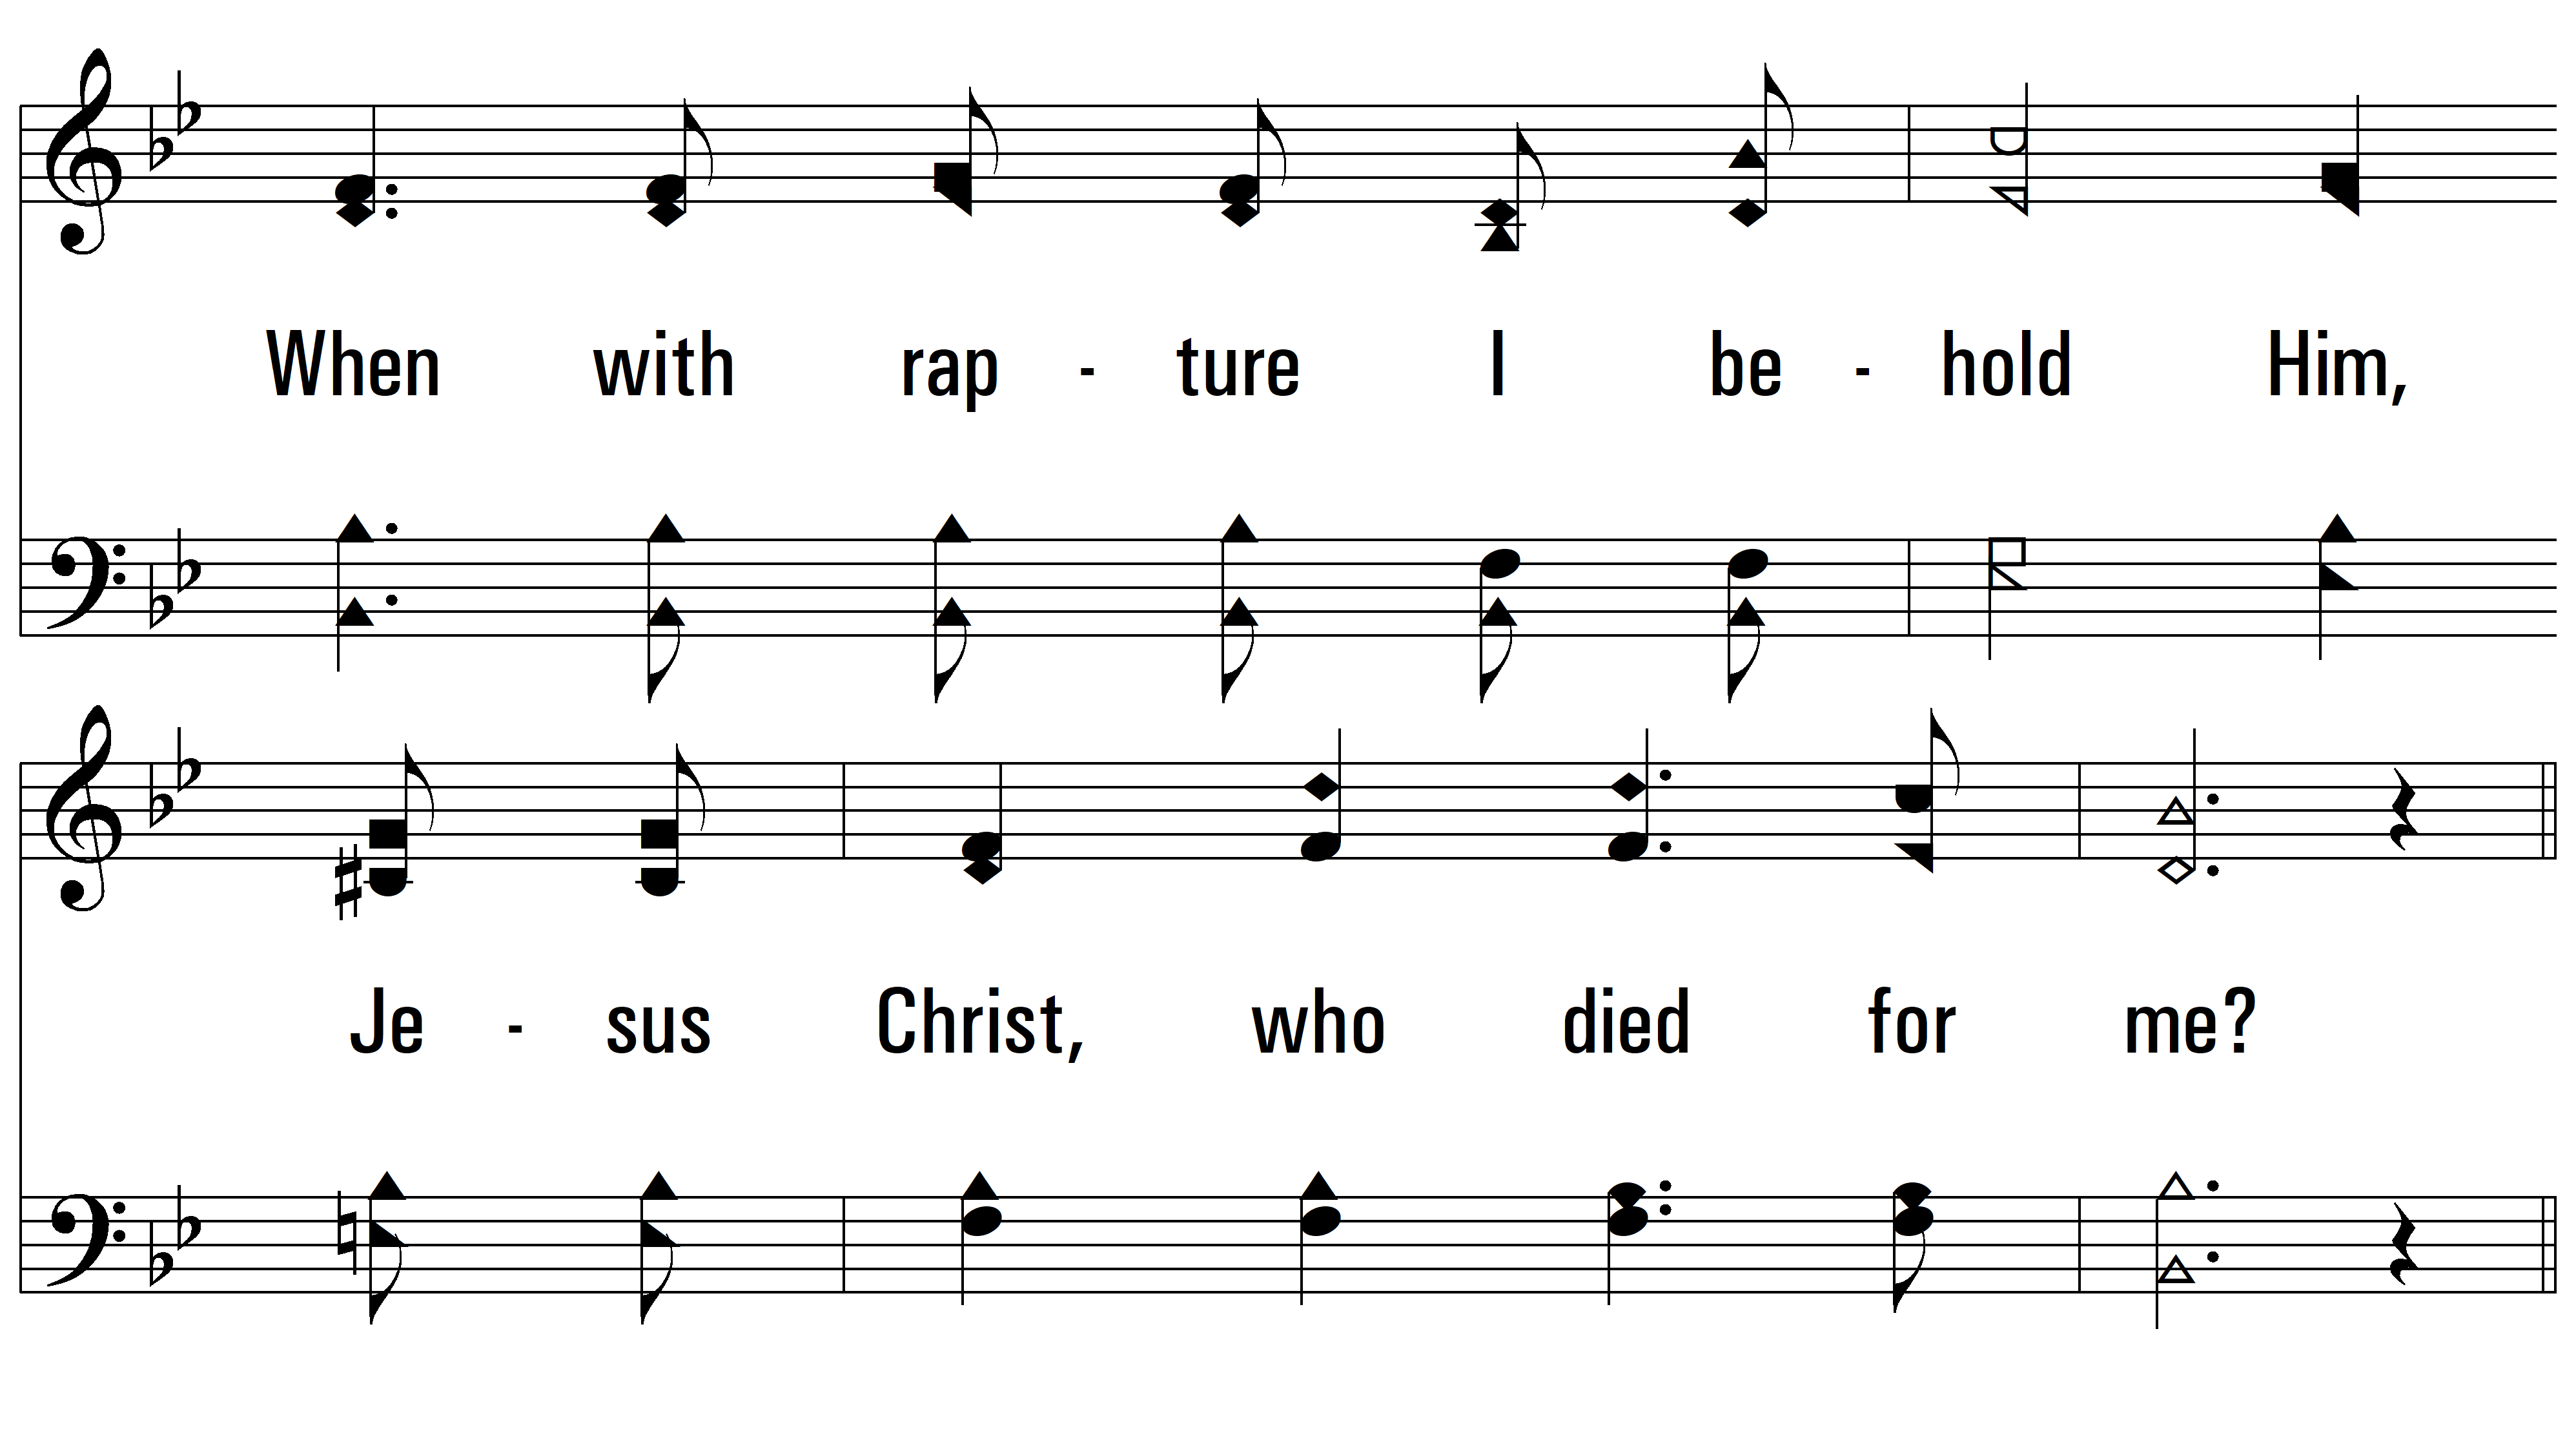 When with rap - ture I be - hold Him,
Je - sus Christ, who died for me?